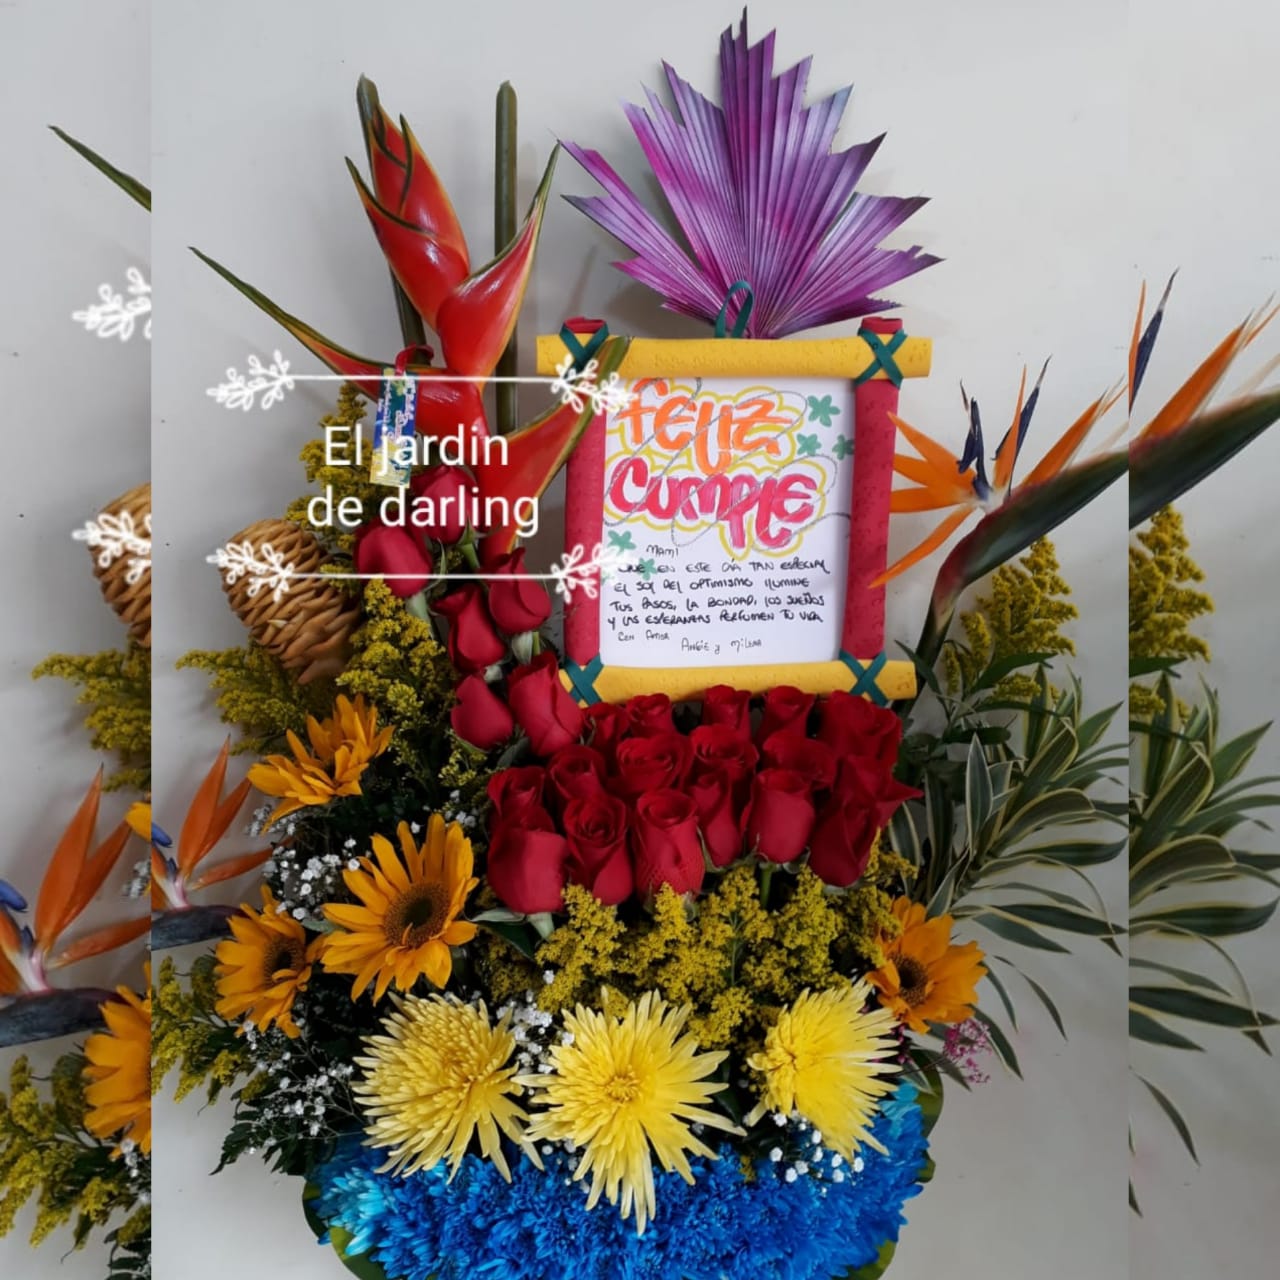 El jardin
de darling
FELIZ
CUMPLE
MAMI
QUE EN ESTE DÍA TAN ESPECIAL
EL SOL DEL OPTIMISMO ILUMINE
TUS PASOS, LA BONDAD, LOS SUEÑOS
Y LAS ESPERANZAS PERFUMEN TU VIDA
CON AMOR
ANGIE y MILENA